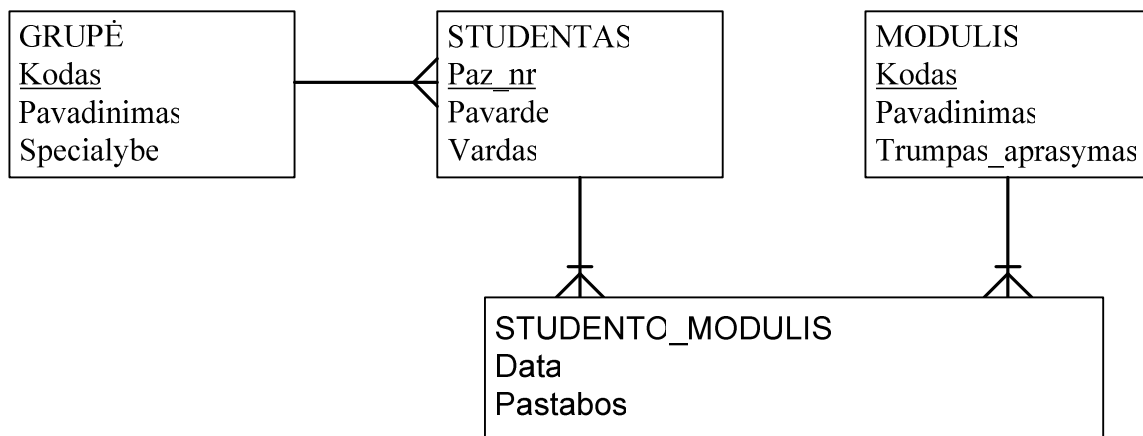 GRUPĖ
Kodas
Pavadinimas
Specialybe
STUDENTAS
Paz_nr
Pavarde
Vardas
MODULIS
Kodas
Pavadinimas
Trumpas_aprasymas
STUDENTO_MODULIS
Data
Pastabos